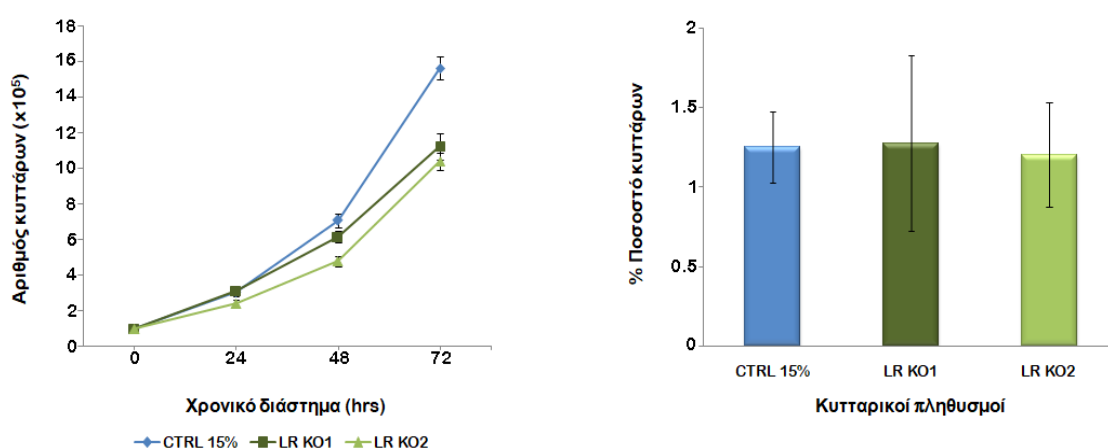 Αριθμός κυττάρων (×10⁵)
18
16
14
12
10
8
6
4
2
0
0 24 48 72
Χρονικό διάστημα (hrs)
CTRL 15% LR KO1 LR KO2
% Ποσοστό κυττάρων
2
1.5
1
0.5
0
CTRL 15% LR KO1 LR KO2
Κυτταρικοί πληθυσμοί